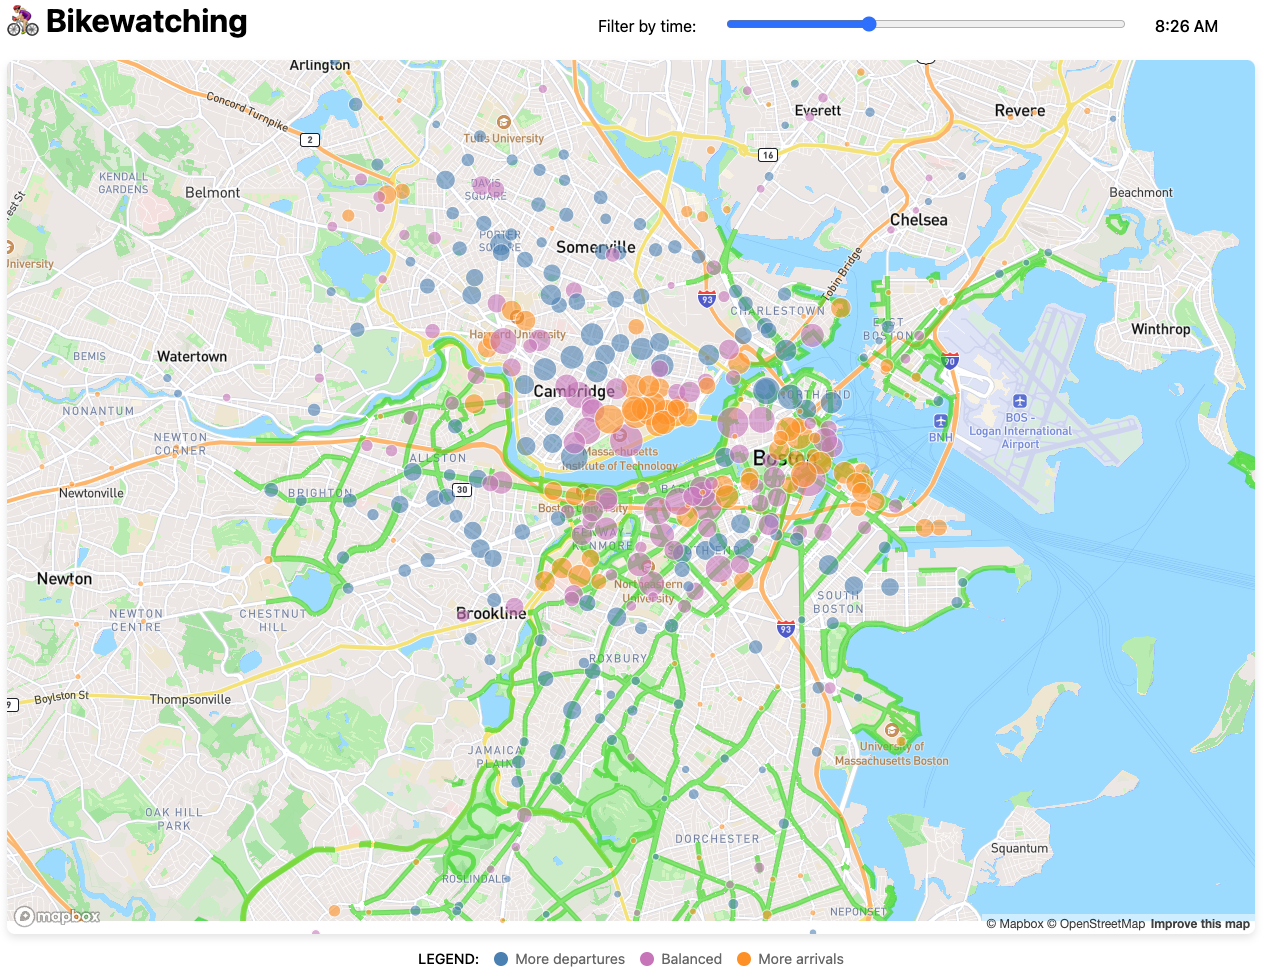 Bikewatching
Filter by time:
8:26 AM
Arlington
Concord Turnpike
2
Tufts University
Everett
Revere
16
KENDALL
GARDENS
Belmont
DAVIS
SQUARE
Beachmont
Chelsea
PORTER
SQUARE
Somerville
University
Tobin Bridge
93
CHARLESTOWN
EAST
BOSTON
Winthrop
Harvard University
BEMIS
Watertown
90
Cambridge
NORTH END
NONANTUM
BOS -
Logan International
Airport
BNH
NEWTON
CORNER
ALLSTON
Massachusetts
Institute of Technology
Boston
Newtonville
BRIGHTON
30
Boston University
FENWAY-
KENMORE
Newton
Northeastern
University
SOUTH
BOSTON
NEWTON
CENTRE
CHESTNUT
HILL
Brookline
93
ROXBURY
9
Boylston St
Thompsonville
University of
Massachusetts Boston
JAMAICA
PLAIN
OAK HILL
PARK
DORCHESTER
Squantum
ROSLINDALE
NEPONSET
mapbox
© Mapbox © OpenStreetMap Improve this map
LEGEND: More departures Balanced More arrivals